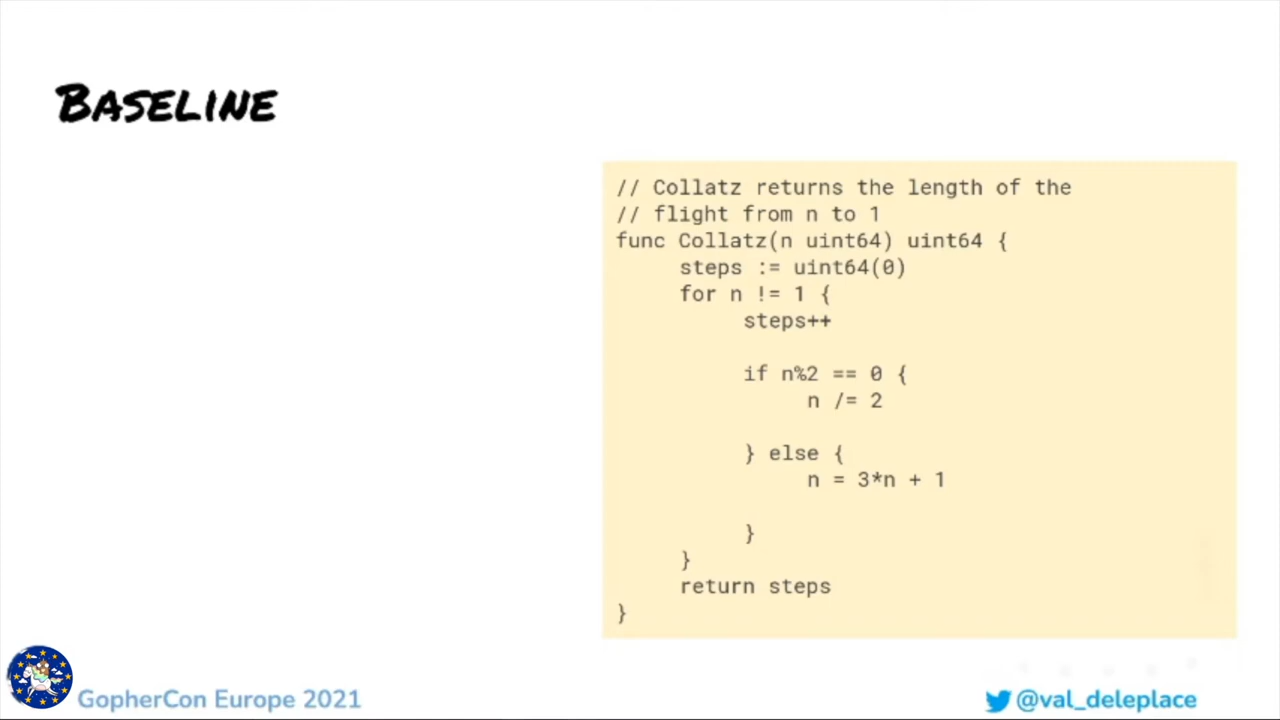 BASELINE
// Collatz returns the length of the
// flight from n to 1
func Collatz(n uint64) uint64 {
steps := uint64(0)
for n != 1 {
steps++
if n%2 == 0 {
n /= 2
} else {
n = 3*n + 1
}
}
return steps
}
GopherCon Europe 2021
@val_deleplace